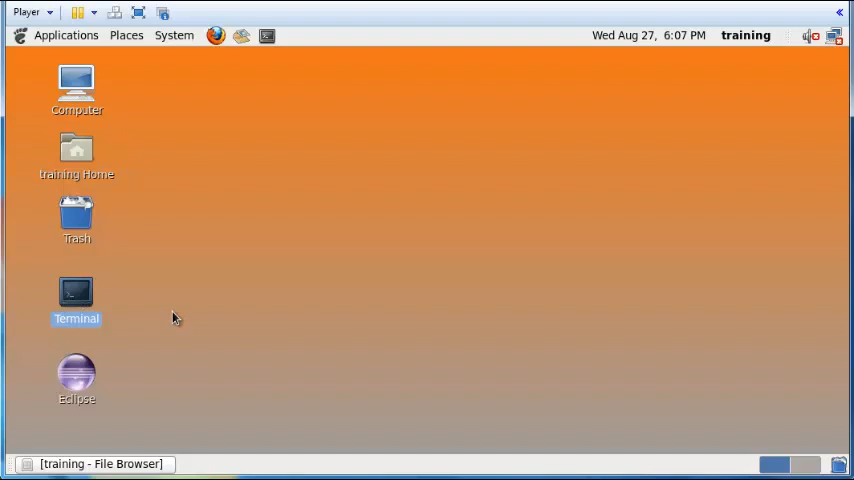 Player
Applications Places System Wed Aug 27, 6:07 PM training
Computer
training Home
Trash
Terminal
Eclipse
[training - File Browser]